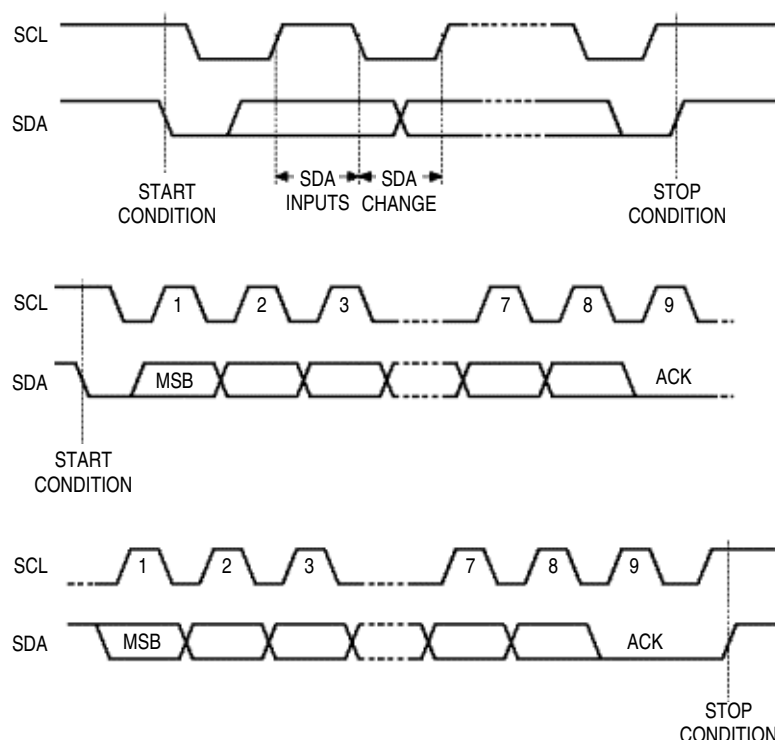 SCL
SDA
SDA
INPUTS
SDA
CHANGE
START
CONDITION
STOP
CONDITION
SCL
1 2 3 7 8 9
SDA
MSB
ACK
START
CONDITION
SCL
1 2 3 7 8 9
SDA
MSB
ACK
STOP
CONDITION